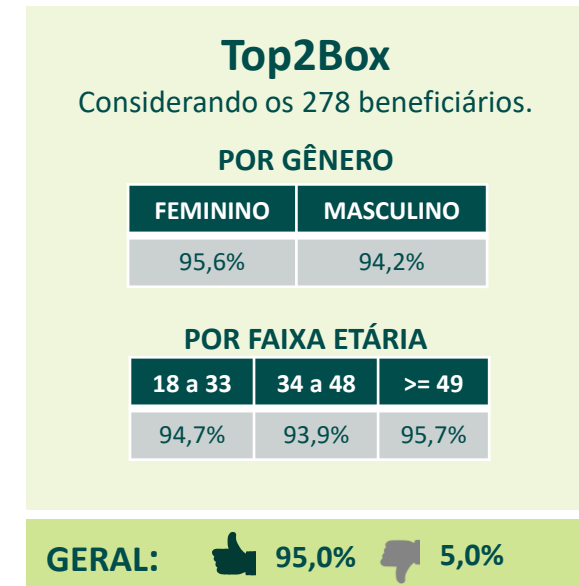 Top2Box
Considerando os 278 beneficiários.
POR GÊNERO
FEMININO MASCULINO
95,6% 94,2%
POR FAIXA ETÁRIA
18 a 33 34 a 48 >= 49
94,7% 93,9% 95,7%
GERAL: 95,0% 5,0%